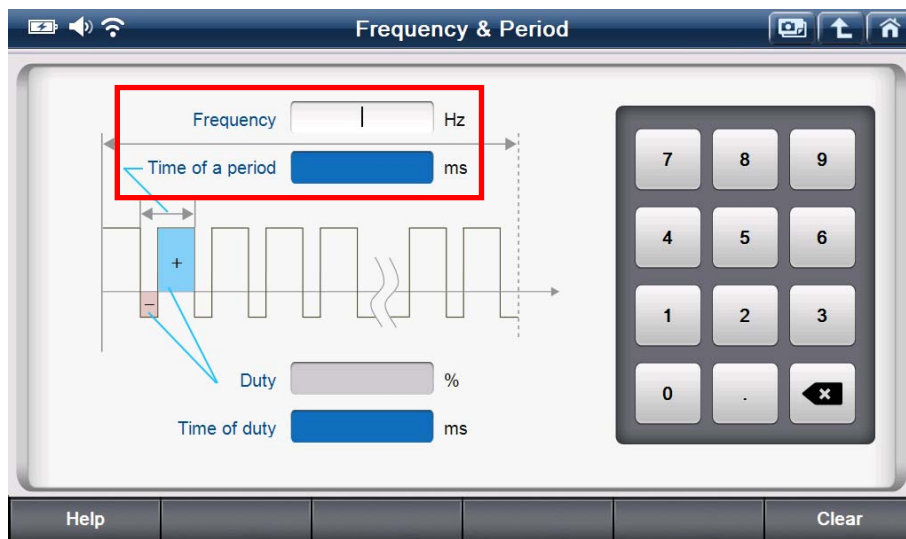 Frequency & Period
Frequency Hz
Time of a period ms
7 8 9
+
4 5 6
−
1 2 3
Duty %
0 .
Time of duty ms
Help Clear